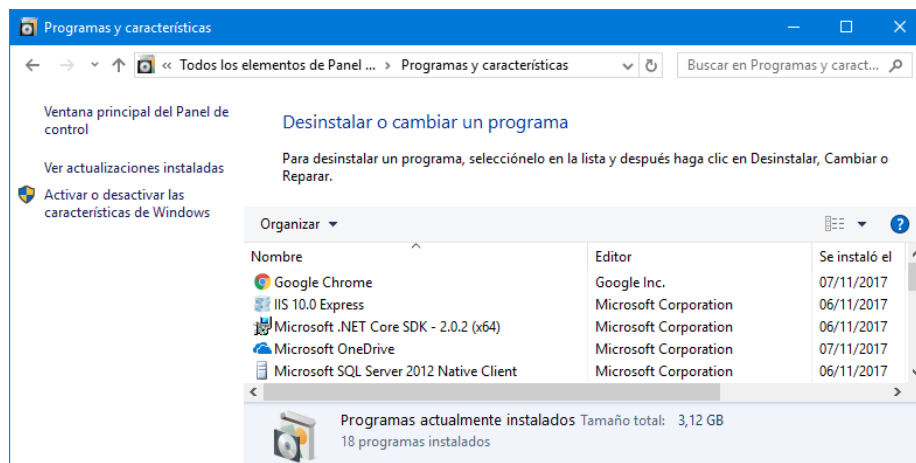 Programas y características
« Todos los elementos de Panel ... › Programas y características
Buscar en Programas y caract...
Ventana principal del Panel de
control
Ver actualizaciones instaladas
Activar o desactivar las
características de Windows
Desinstalar o cambiar un programa
Para desinstalar un programa, selecciónelo en la lista y después haga clic en Desinstalar, Cambiar o
Reparar.
Organizar
Nombre Editor Se instaló el
Google Chrome Google Inc. 07/11/2017
IIS 10.0 Express Microsoft Corporation 06/11/2017
Microsoft .NET Core SDK - 2.0.2 (x64) Microsoft Corporation 06/11/2017
Microsoft OneDrive Microsoft Corporation 07/11/2017
Microsoft SQL Server 2012 Native Client Microsoft Corporation 06/11/2017
Programas actualmente instalados Tamaño total: 3,12 GB
18 programas instalados